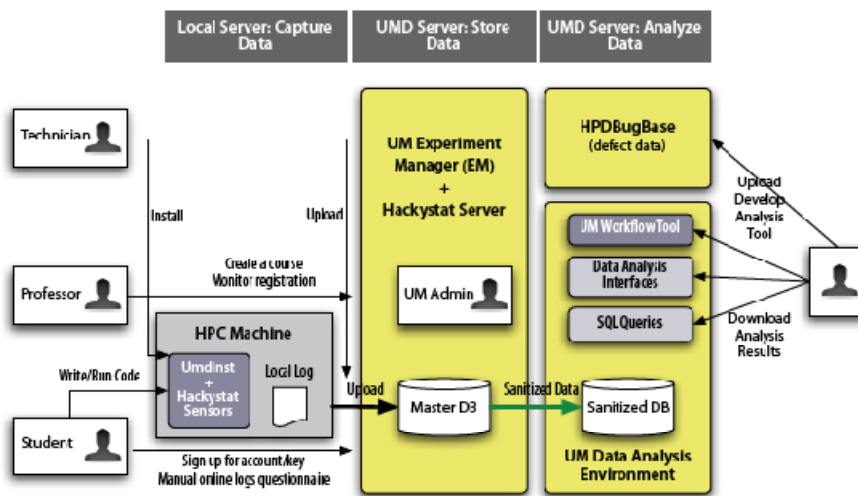 Local Server: Capture
Data
UMD Server: Store
Data
UMD Server: Analyze
Data
Technician
Install
Upload
UM Experiment
Manager (EM)
+
Hackystat Server
HPDBugBase
(defect data)
Upload
Develop
Analysis
Tool
UM WorkflowTool
Data Analysis
Interfaces
SQLQueries
Download
Analysis
Results
Professor
Create a course
Monitor registration
UM Admin
HPC Machine
UmdInst
+
Hackystat
Sensors
Local Log
Write/Run Code
Upload
Master D3
Sanitized Data
Sanitized DB
UM Data Analysis
Environment
Student
Sign up for account/key
Manual online logs questionnaire